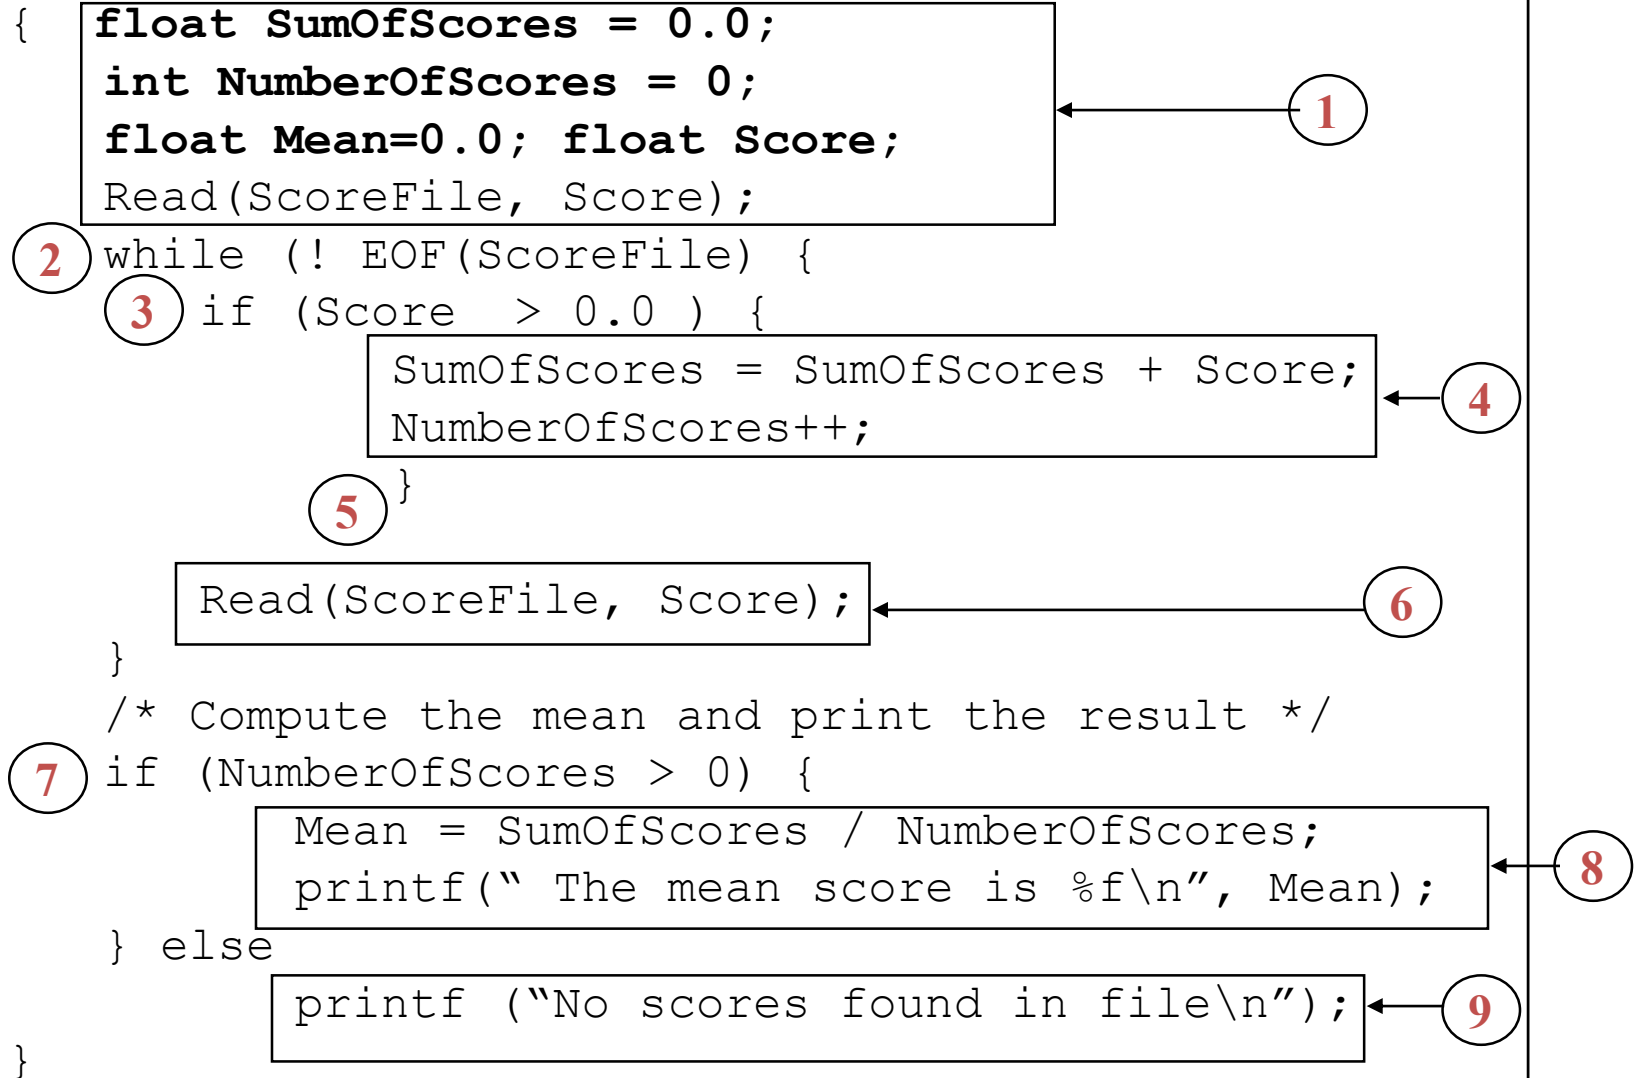 { float SumOfScores = 0.0;
int NumberOfScores = 0;
float Mean=0.0; float Score;
1
Read(ScoreFile, Score);
2 while (! EOF(ScoreFile) {
3 if (Score > 0.0 ) {
SumOfScores = SumOfScores + Score;
4
NumberOfScores++;
}
5
Read(ScoreFile, Score);
6
}
/* Compute the mean and print the result */
7 if (NumberOfScores > 0) {
Mean = SumOfScores / NumberOfScores;
8
printf(“ The mean score is %f\n”, Mean);
} else
printf (“No scores found in file\n”);
9
}